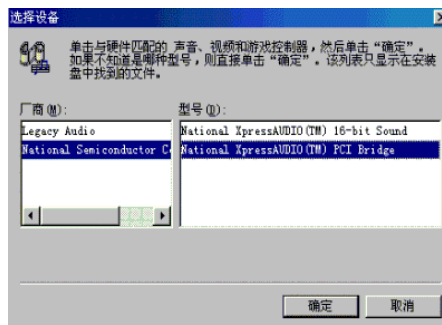 选择设备
单击与硬件匹配的 声音、视频和游戏控制器，然后单击“确定”。
如果不知道是哪种型号，则直接单击“确定”。该列表只显示在安装
盘中找到的文件。
厂商(M):
型号(D):
Legacy Audio
National Semiconductor C
National XpressAUDIO(TM) 16-bit Sound
National XpressAUDIO(TM) PCI Bridge
确定
取消